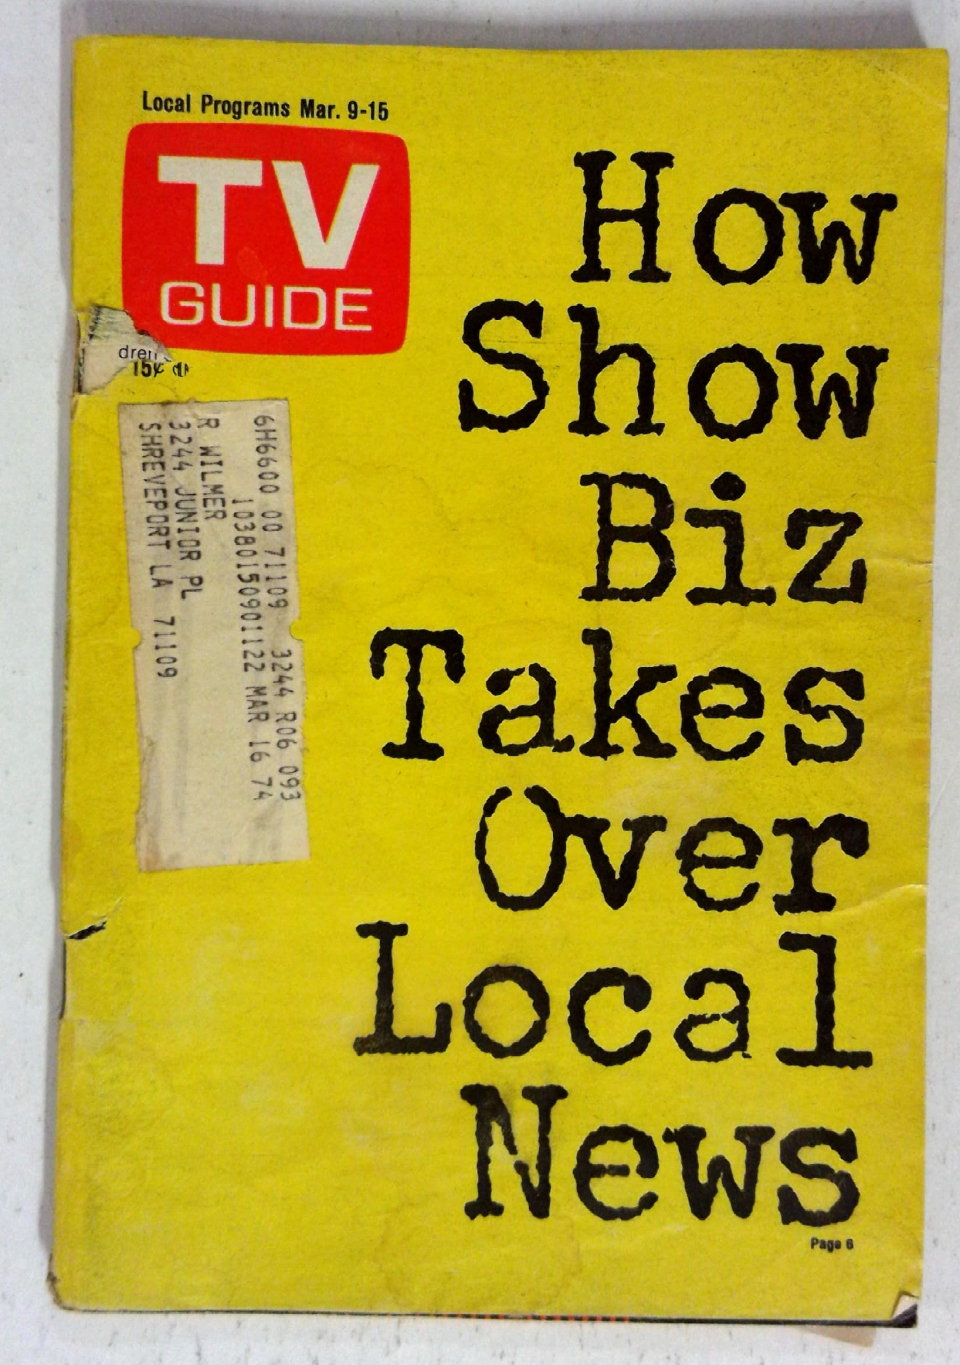 Local Programs Mar. 9-15
TV
GUIDE
15¢
6H6600 00 71109 3244 R06 093
10380150901122 MAR 16 74
R WILMER
3244 JUNIOR PL
SHREVEPORT LA 71109
How
Show
Biz
Takes
Over
Local
News
Page 6